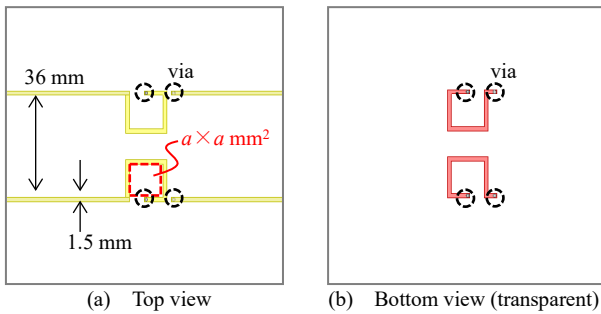 via
36 mm
a × a mm²
1.5 mm
(a) Top view
via
(b) Bottom view (transparent)